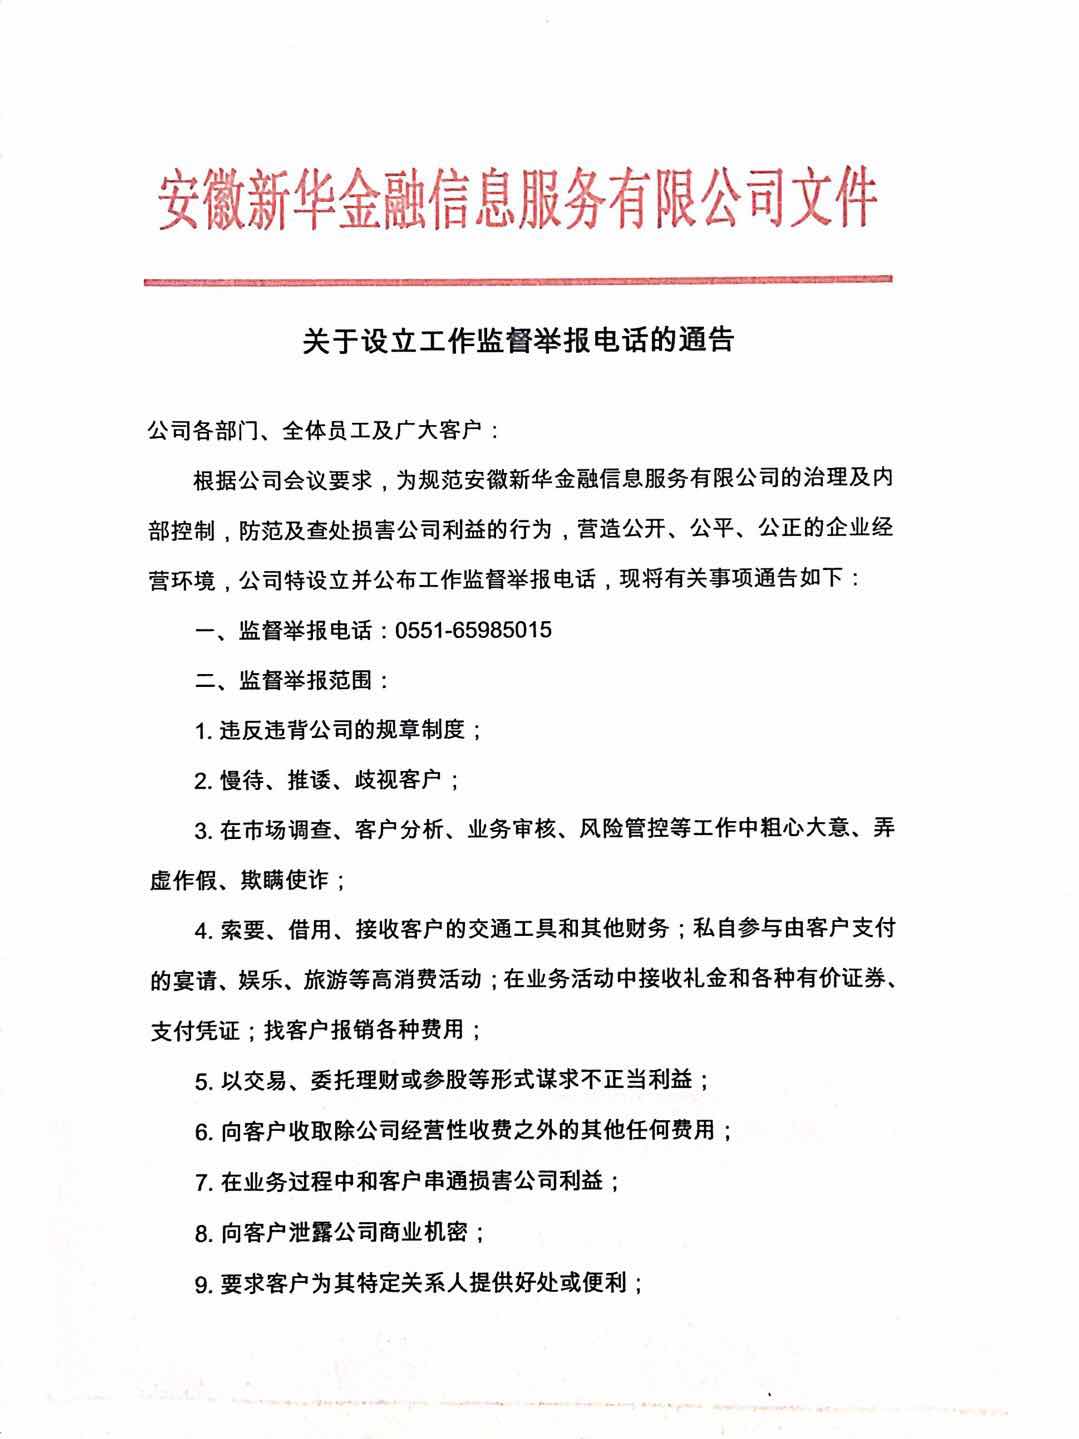 安徽新华金融信息服务有限公司文件
关于设立工作监督举报电话的通告
公司各部门、全体员工及广大客户：
根据公司会议要求，为规范安徽新华金融信息服务有限公司的治理及内
部控制，防范及查处损害公司利益的行为，营造公开、公平、公正的企业经
营环境，公司特设立并公布工作监督举报电话，现将有关事项通告如下：
一、监督举报电话：0551-65985015
二、监督举报范围：
1. 违反违背公司的规章制度；
2. 慢待、推诿、歧视客户；
3. 在市场调查、客户分析、业务审核、风险管控等工作中粗心大意、弄
虚作假、欺瞒使诈；
4. 索要、借用、接收客户的交通工具和其他财务；私自参与由客户支付
的宴请、娱乐、旅游等高消费活动；在业务活动中接收礼金和各种有价证券、
支付凭证；找客户报销各种费用；
5. 以交易、委托理财或参股等形式谋求不正当利益；
6. 向客户收取除公司经营性收费之外的其他任何费用；
7. 在业务过程中和客户串通损害公司利益；
8. 向客户泄露公司商业机密；
9. 要求客户为其特定关系人提供好处或便利；